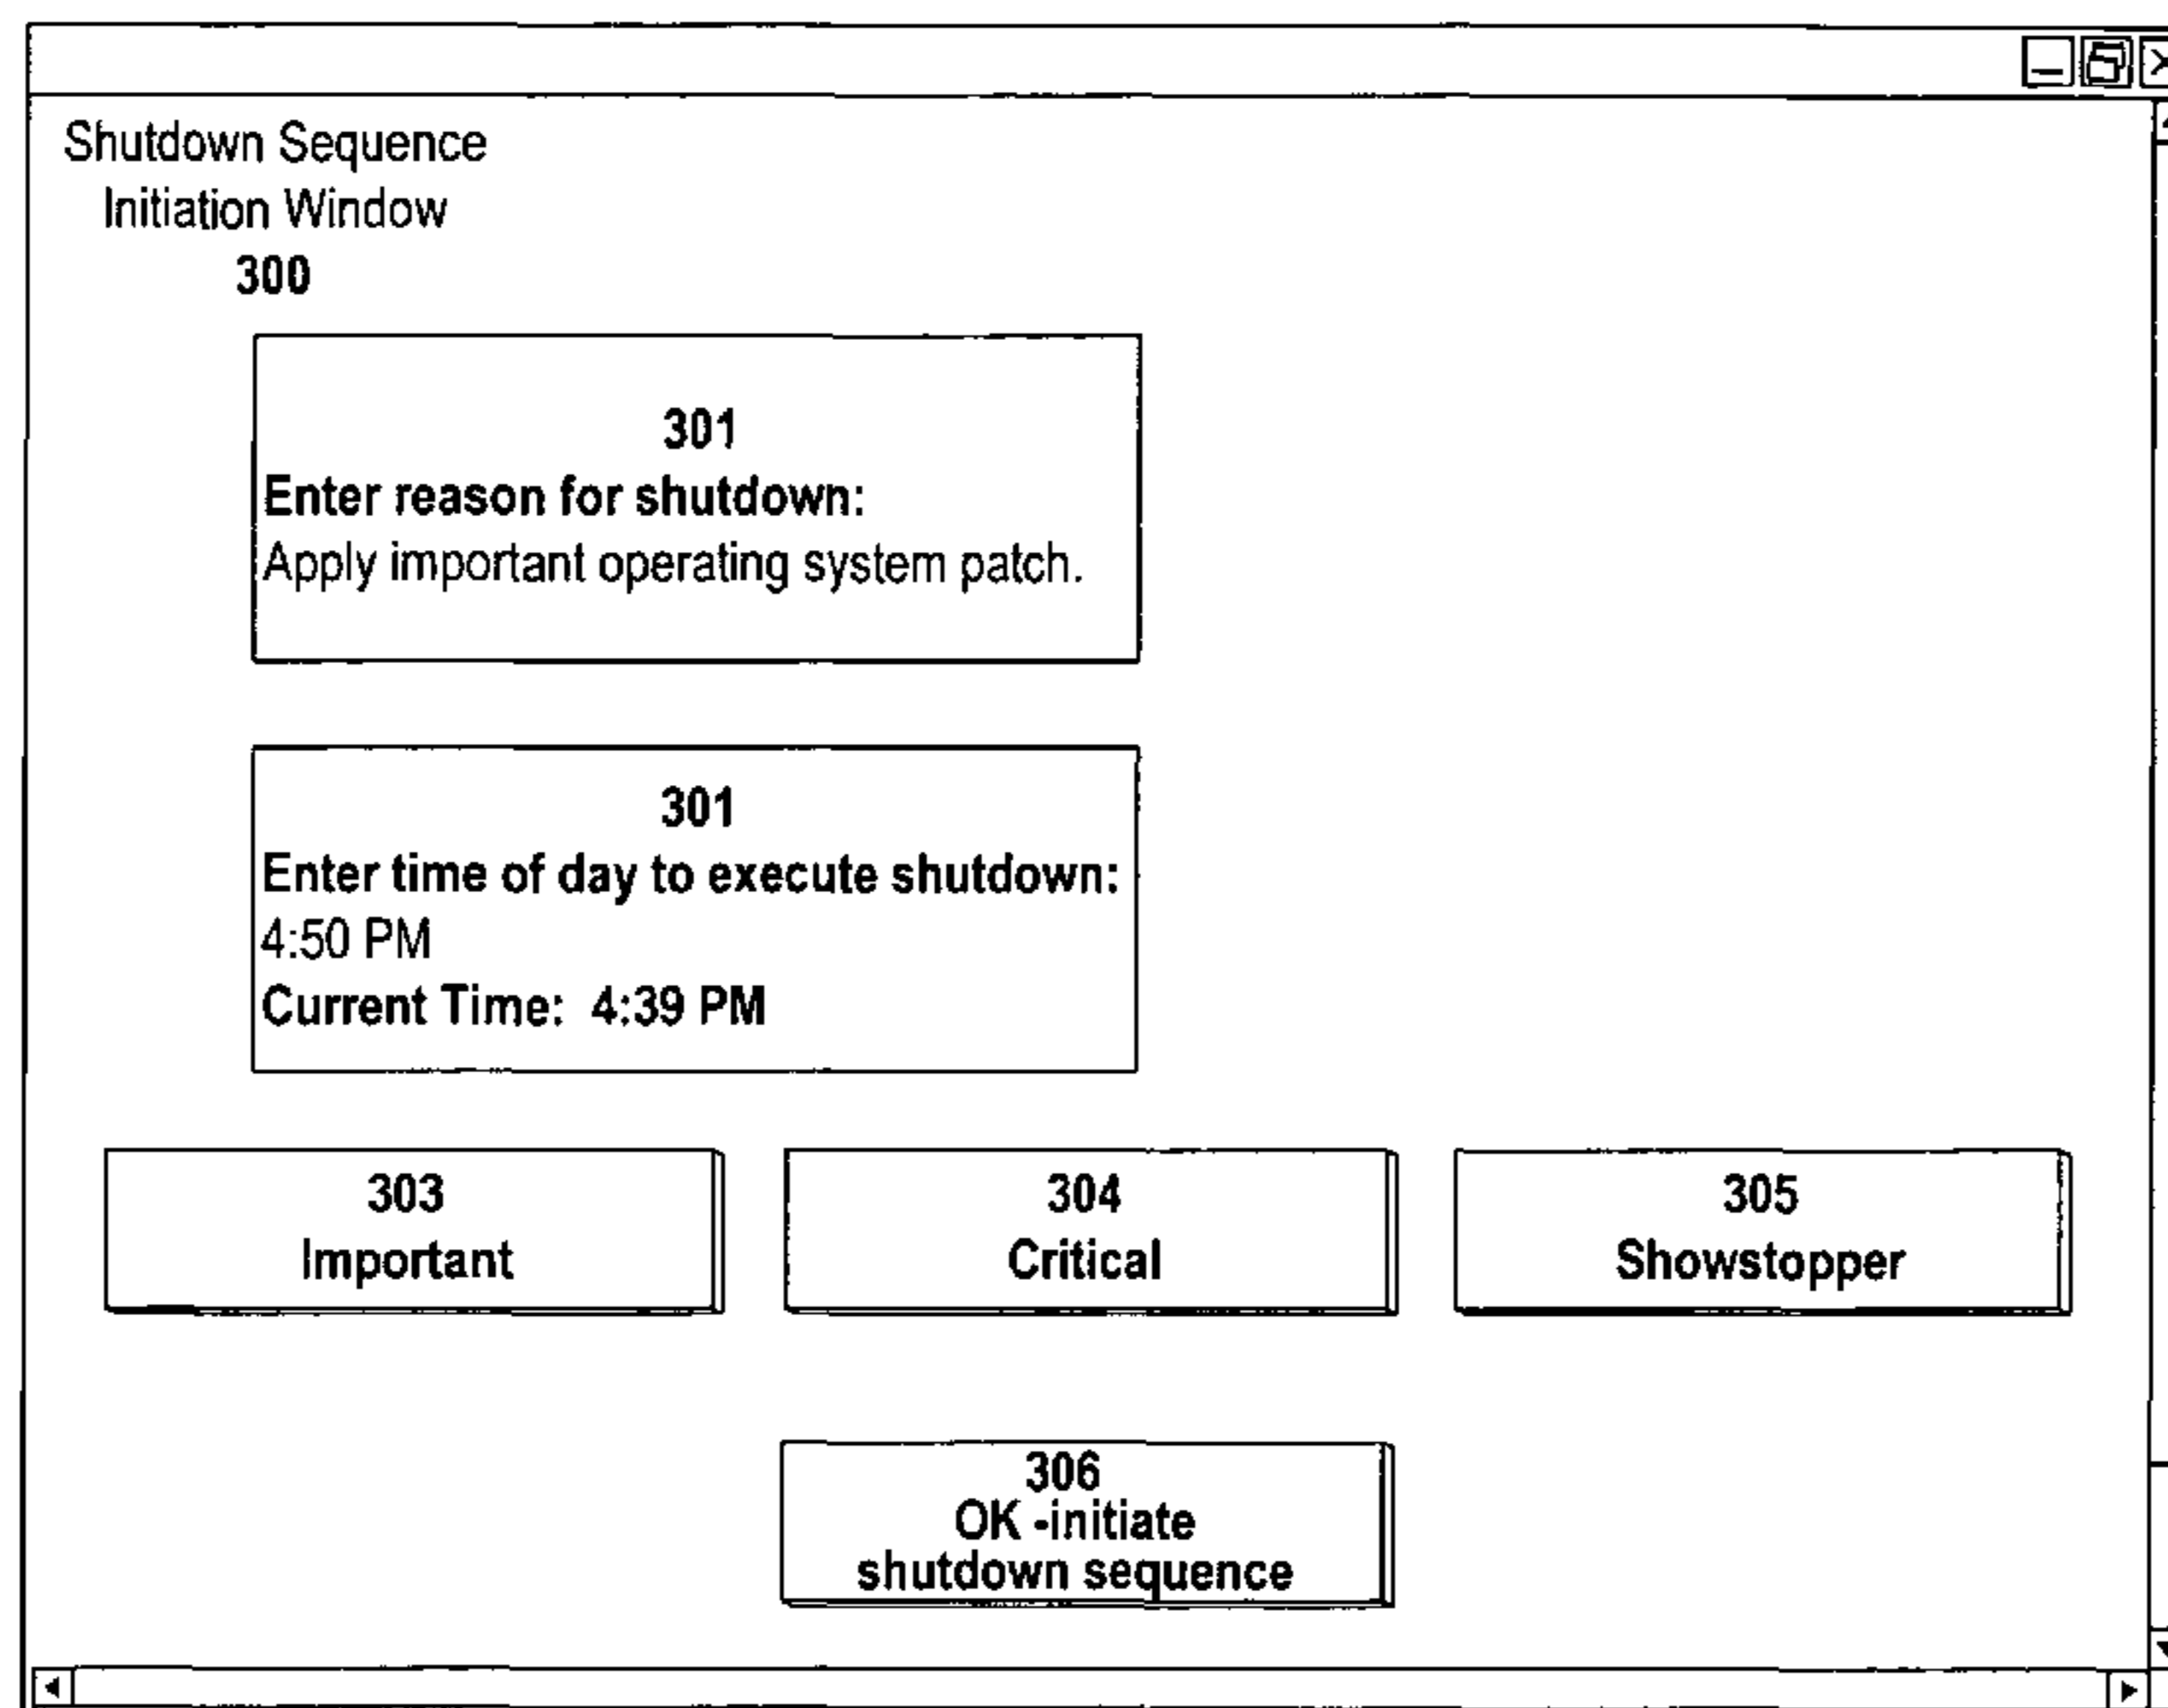 Shutdown Sequence
Initiation Window
300
301
Enter reason for shutdown:
Apply important operating system patch.
301
Enter time of day to execute shutdown:
4:50 PM
Current Time: 4:39 PM
303
Important
304
Critical
305
Showstopper
306
OK -initiate
shutdown sequence